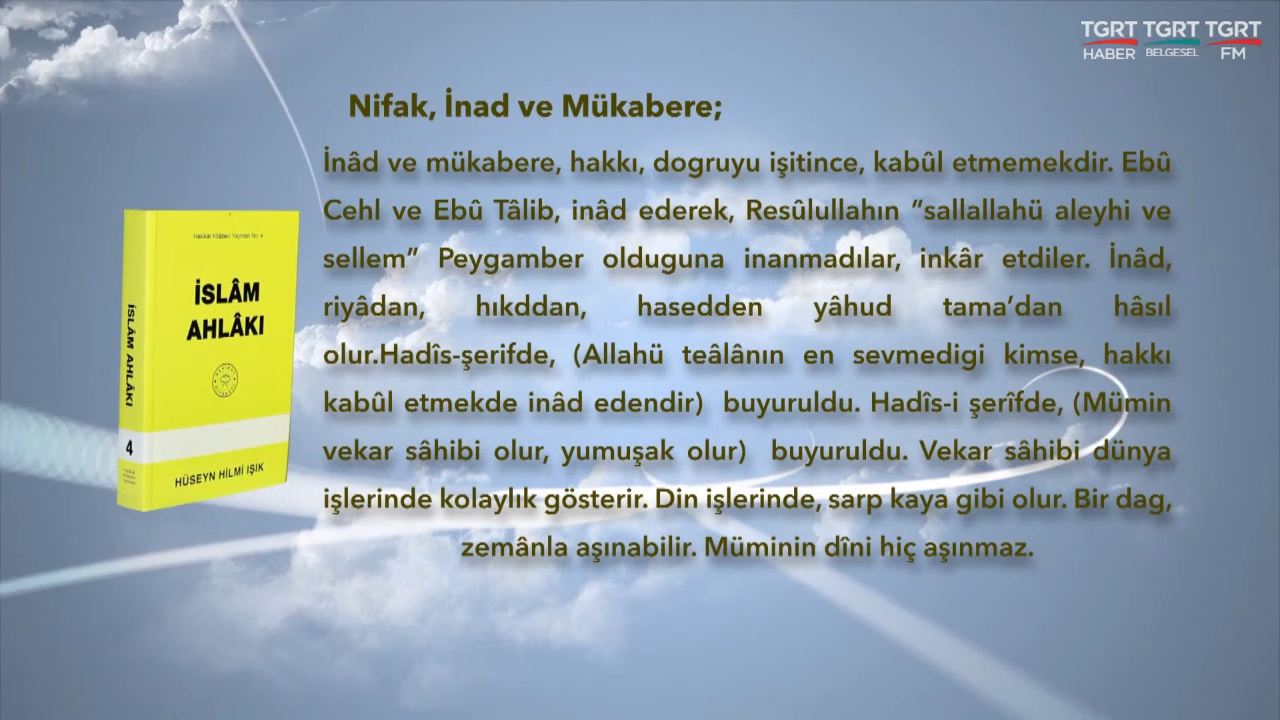 TGRT TGRT TGRT
HABER BELGESEL FM
Nifak, İnad ve Mükabere;
İnâd ve mükabere, hakkı, dogruyu işitince, kabûl etmemekdir. Ebû
Cehl ve Ebû Tâlib, inâd ederek, Resûlullahın “sallallahü aleyhi ve
sellem” Peygamber olduguna inanmadılar, inkâr etdiler. İnâd,
riyâdan, hıkddan, hasedden yâhud tama’dan hâsıl
olur.Hadîs-şerifde, (Allahü teâlânın en sevmedigi kimse, hakkı
kabûl etmekde inâd edendir) buyuruldu. Hadîs-i şerîfde, (Mümin
vekar sâhibi olur, yumuşak olur) buyuruldu. Vekar sâhibi dünya
işlerinde kolaylık gösterir. Din işlerinde, sarp kaya gibi olur. Bir dag,
zemânla aşınabilir. Müminin dîni hiç aşınmaz.
Hakîkat Kitâbevi Yayınları No: 4
İSLÂM
AHLÂKI
HÜSEYN HİLMİ IŞIK
İSLÂM AHLÂKI
4